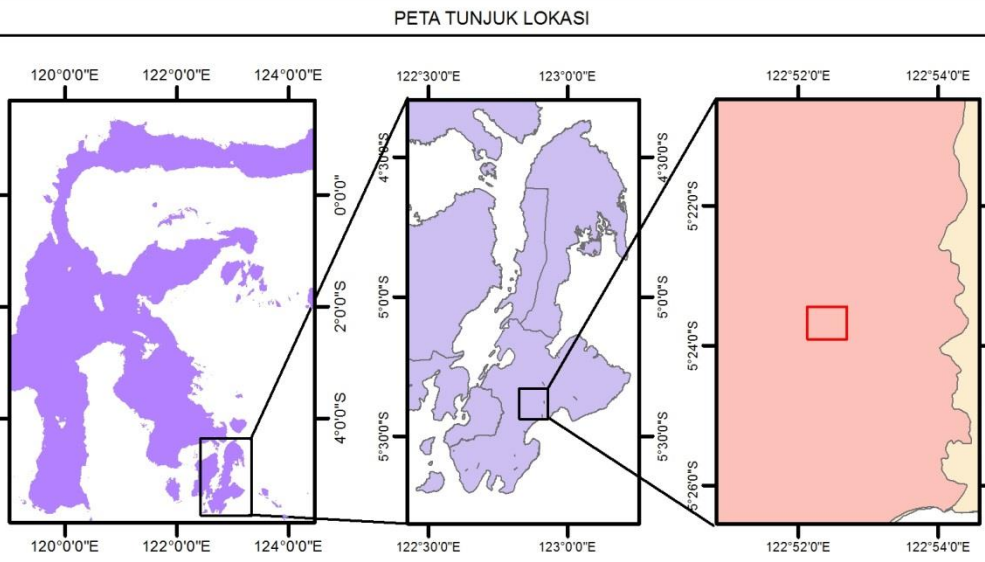 PETA TUNJUK LOKASI
120°0'0"E 122°0'0"E 124°0'0"E
0°0'0"
2°0'0"S
4°0'0"S
120°0'0"E 122°0'0"E 124°0'0"E
122°30'0"E 123°0'0"E
4°30'0"S 4°30'0"S
5°0'0"S 5°0'0"S
5°30'0"S 5°30'0"S
122°30'0"E 123°0'0"E
122°52'0"E 122°54'0"E
5°22'0"S
5°24'0"S
5°26'0"S
122°52'0"E 122°54'0"E